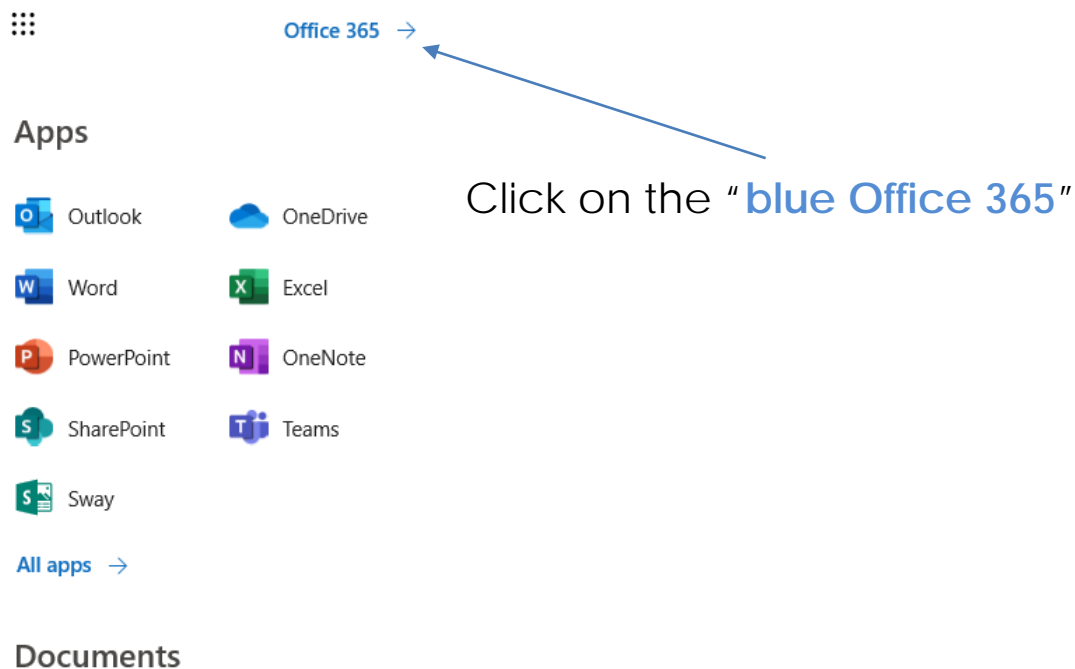 Office 365 →
Apps
Click on the “blue Office 365”
Outlook
OneDrive
Word
Excel
PowerPoint
OneNote
SharePoint
Teams
Sway
All apps →
Documents